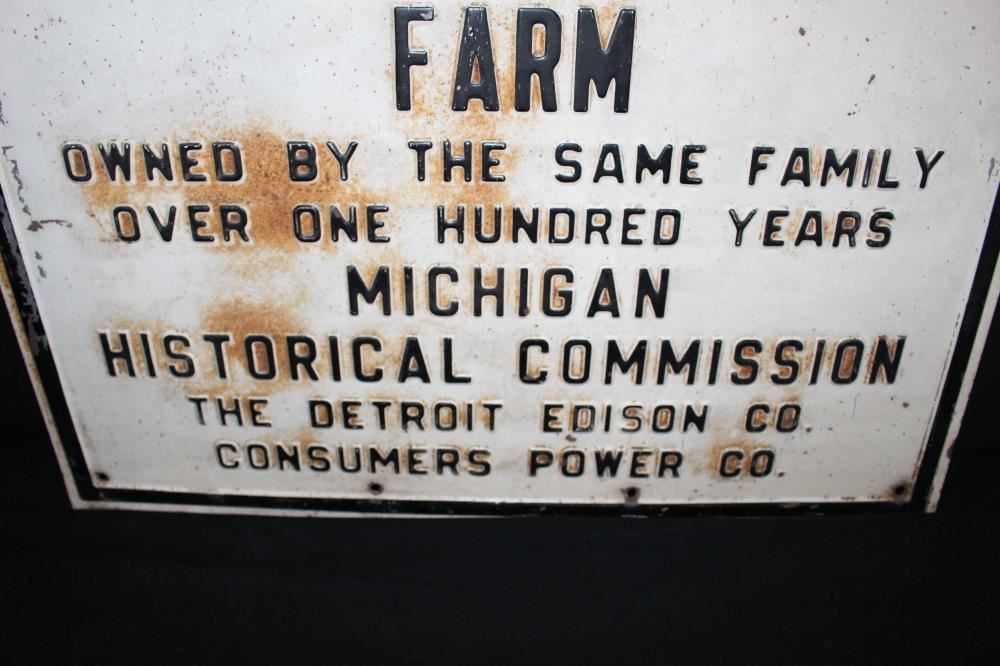 FARM
OWNED BY THE SAME FAMILY
OVER ONE HUNDRED YEARS
MICHIGAN
HISTORICAL COMMISSION
THE DETROIT EDISON CO.
CONSUMERS POWER CO.